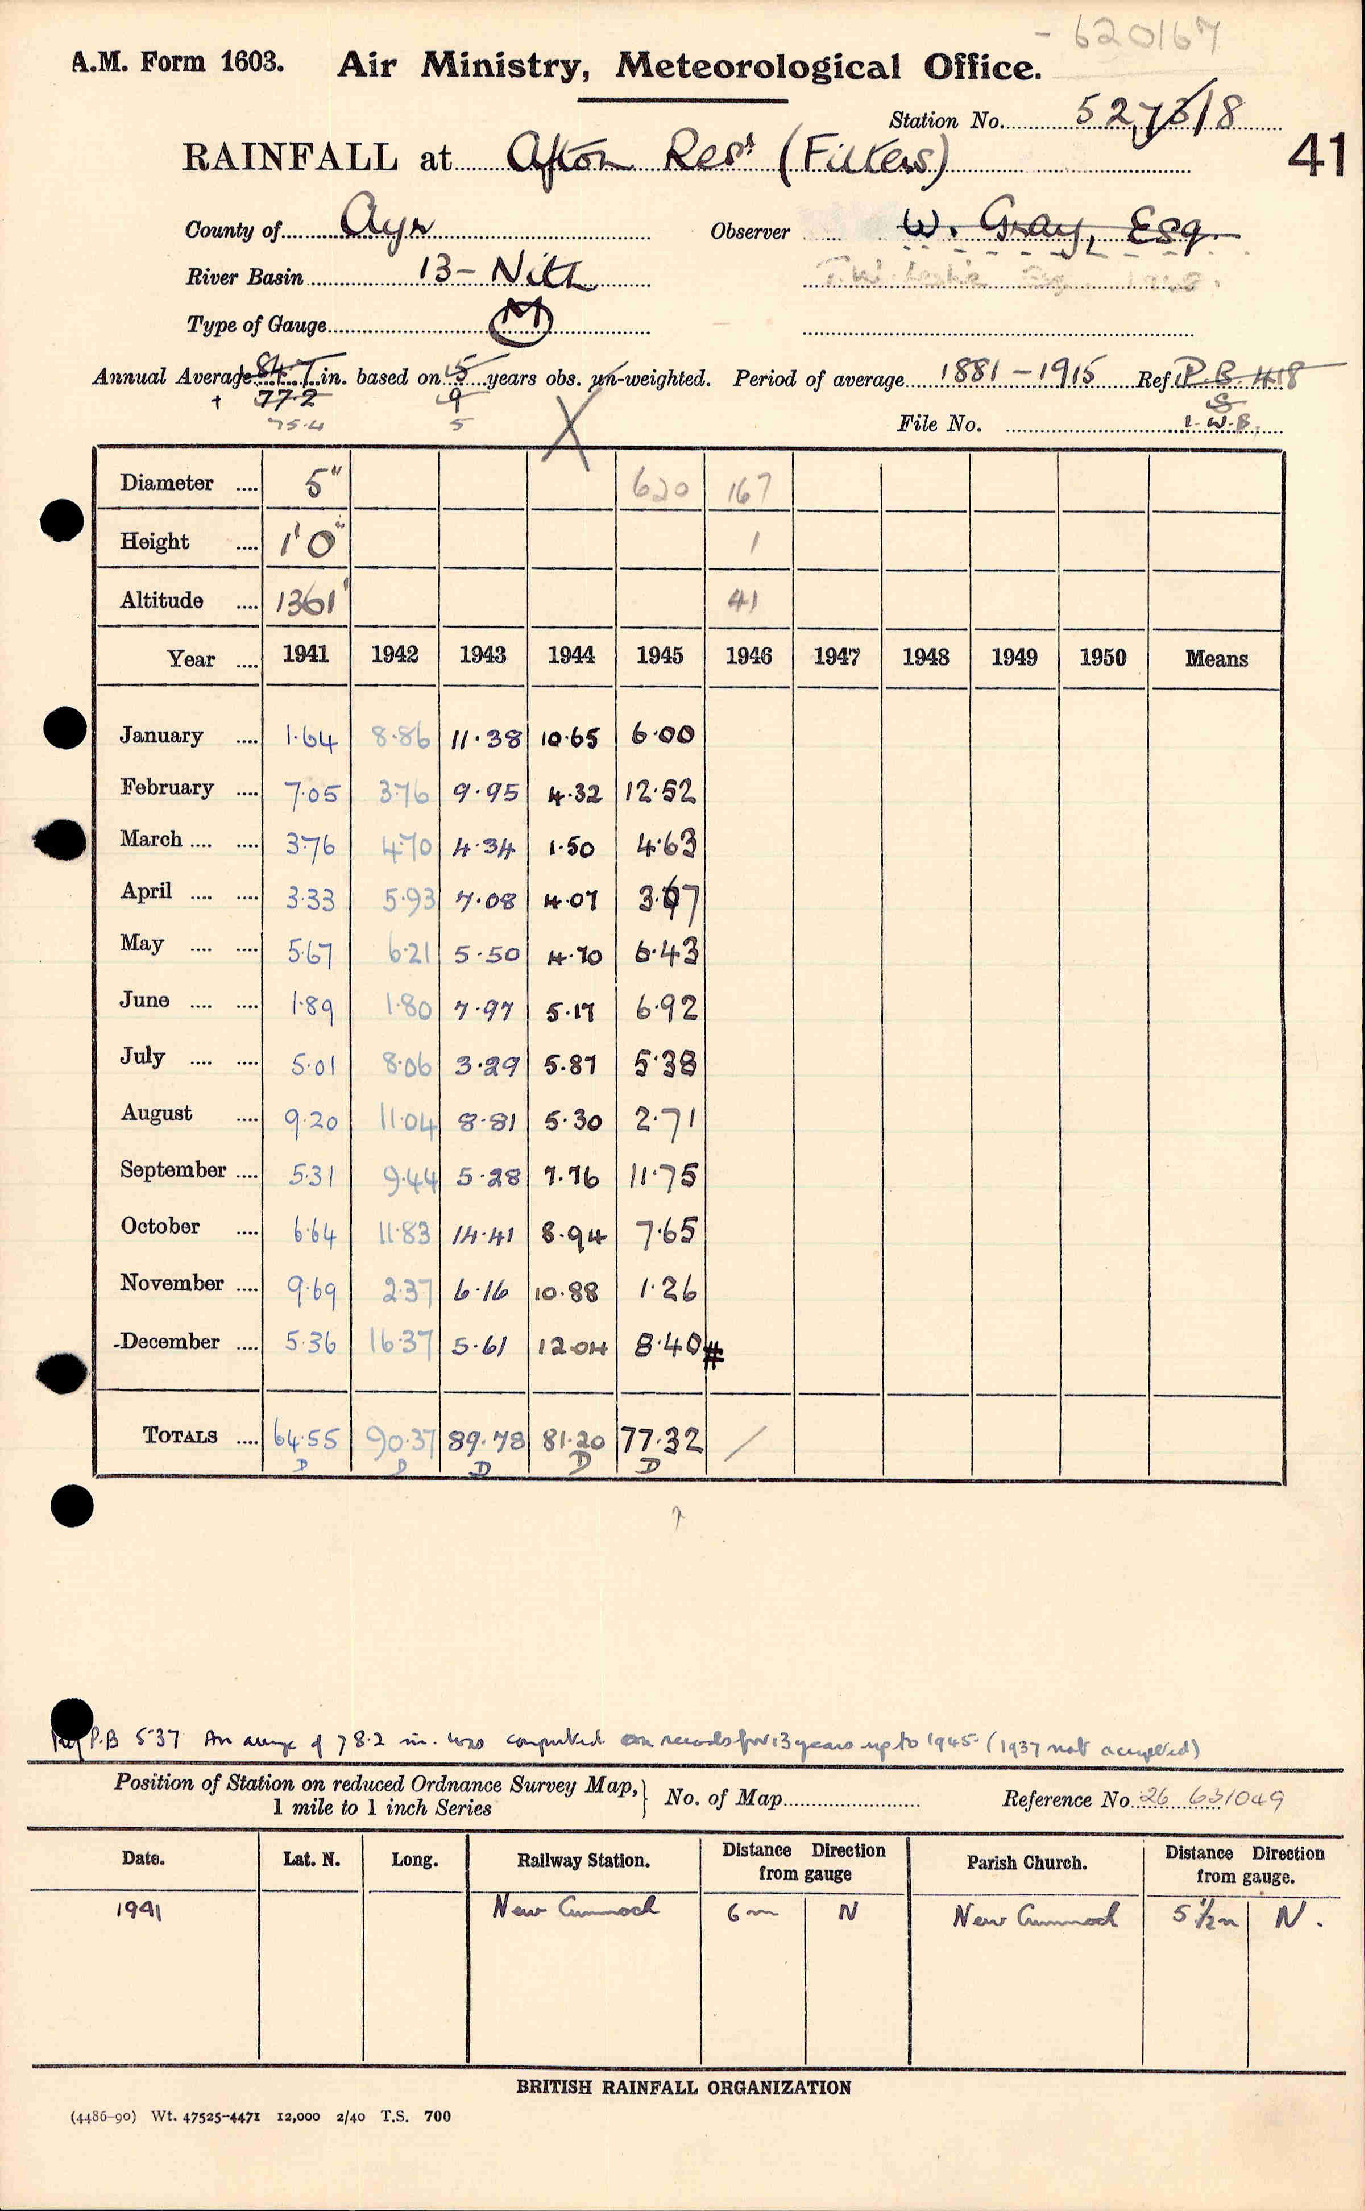 - 620167
A.M. Form 1603. Air Ministry, Meteorological Office.
Station No. 5273/8
RAINFALL at Afton Resr (Filters) 41
County of Ayr Observer W. Gray, Esq.
River Basin 13 - Nith
Type of Gauge M
Annual Average 84.7 in. based on 5 years obs. un-weighted. Period of average 1881 - 1915 Ref. P.B. 418
+ 77.2 9 S
75.4 5 File No. I.W.B.
Diameter .... 5" 620 167
Height .... 1' 0" 1
Altitude .... 1361' 41
Year .... 1941 1942 1943 1944 1945 1946 1947 1948 1949 1950 Means
January .... 1.64 8.86 11.38 10.65 6.00
February .... 7.05 3.76 9.95 4.32 12.52
March .... .... 3.76 4.70 4.34 1.50 4.63
April .... .... 3.33 5.93 7.08 4.07 3.67
May .... .... 5.67 6.21 5.50 4.70 6.43
June .... .... 1.89 1.80 7.97 5.17 6.92
July .... .... 5.01 8.06 3.29 5.87 5.38
August .... 9.20 11.04 8.81 5.30 2.71
September .... 5.31 9.44 5.28 7.76 11.75
October .... 6.64 11.83 14.41 8.94 7.65
November .... 9.69 2.37 6.16 10.88 1.26
December .... 5.36 16.37 5.61 12.04 8.40 #
TOTALS .... 64.55 90.37 89.78 81.20 77.32 /
D D D D D
P.B 537 An average of 78.2 in. was computed on records for 13 years up to 1945 (1937 not accepted)
Position of Station on reduced Ordnance Survey Map, 1 mile to 1 inch Series } No. of Map Reference No. 26 631049
Date. Lat. N. Long. Railway Station. Distance Direction from gauge Parish Church. Distance Direction from gauge.
1941 New Cumnock 6 m N New Cumnock 5 1/2 m N.
BRITISH RAINFALL ORGANIZATION
(4486-90) Wt. 47525-4471 12,000 2/40 T.S. 700